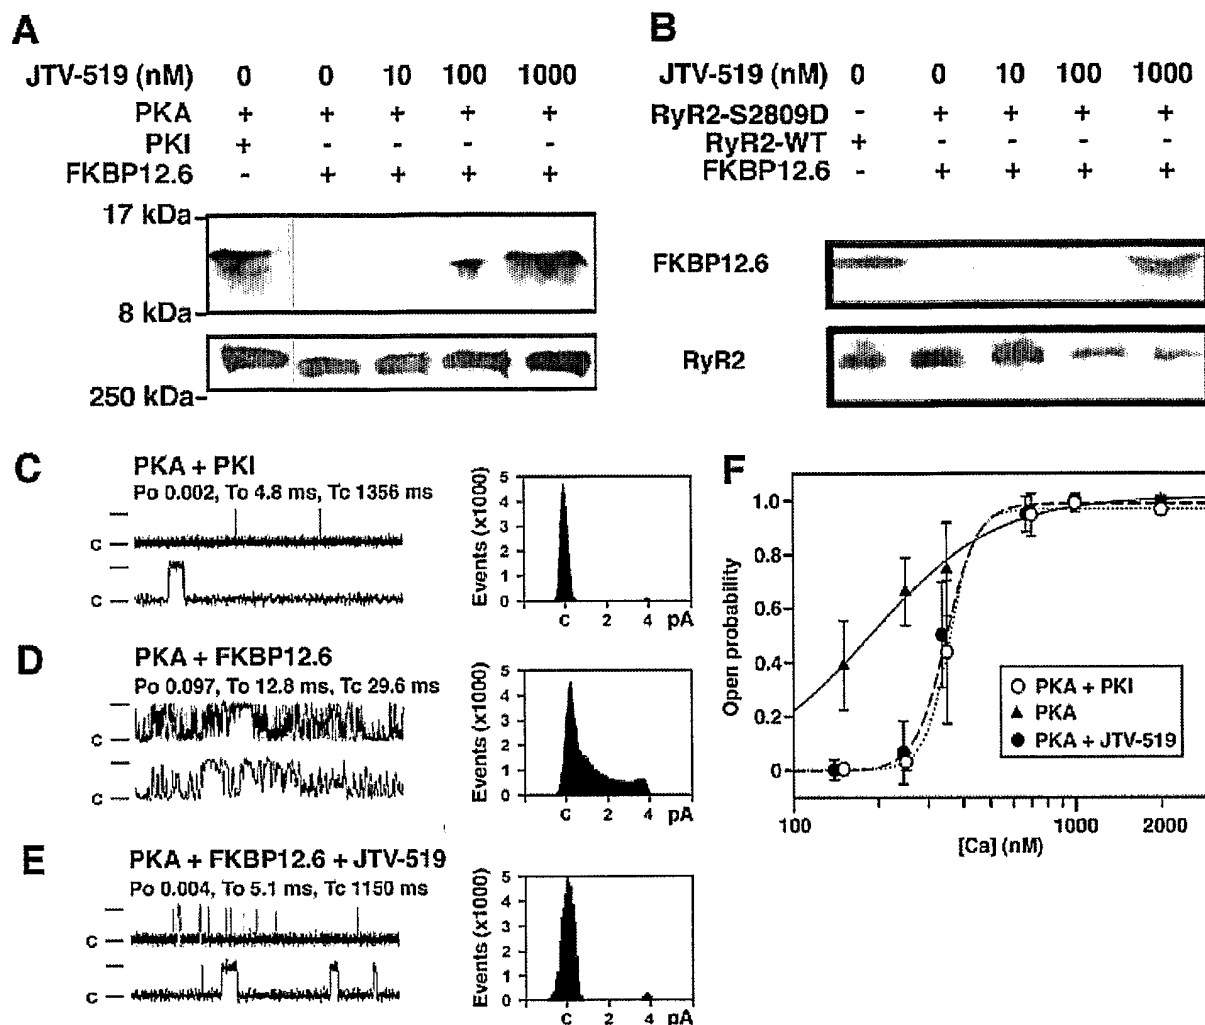 A
JTV-519 (nM) 0 0 10 100 1000
PKA + + + + +
PKI + - - - -
FKBP12.6 - + + + +
17 kDa
8 kDa
250 kDa
B
JTV-519 (nM) 0 0 10 100 1000
RyR2-S2809D - + + + +
RyR2-WT + - - - -
FKBP12.6 - + + + +
FKBP12.6
RyR2
C
PKA + PKI
Po 0.002, To 4.8 ms, Tc 1356 ms
c
c
Events (x1000)
5
4
3
2
1
0
C 2 4 pA
D
PKA + FKBP12.6
Po 0.097, To 12.8 ms, Tc 29.6 ms
c
c
Events (x1000)
5
4
3
2
1
0
C 2 4 pA
E
PKA + FKBP12.6 + JTV-519
Po 0.004, To 5.1 ms, Tc 1150 ms
c
c
Events (x1000)
5
4
3
2
1
0
C 2 4 pA
F
Open probability
1.0
0.8
0.6
0.4
0.2
0
100 1000 2000
[Ca] (nM)
PKA + PKI
PKA
PKA + JTV-519